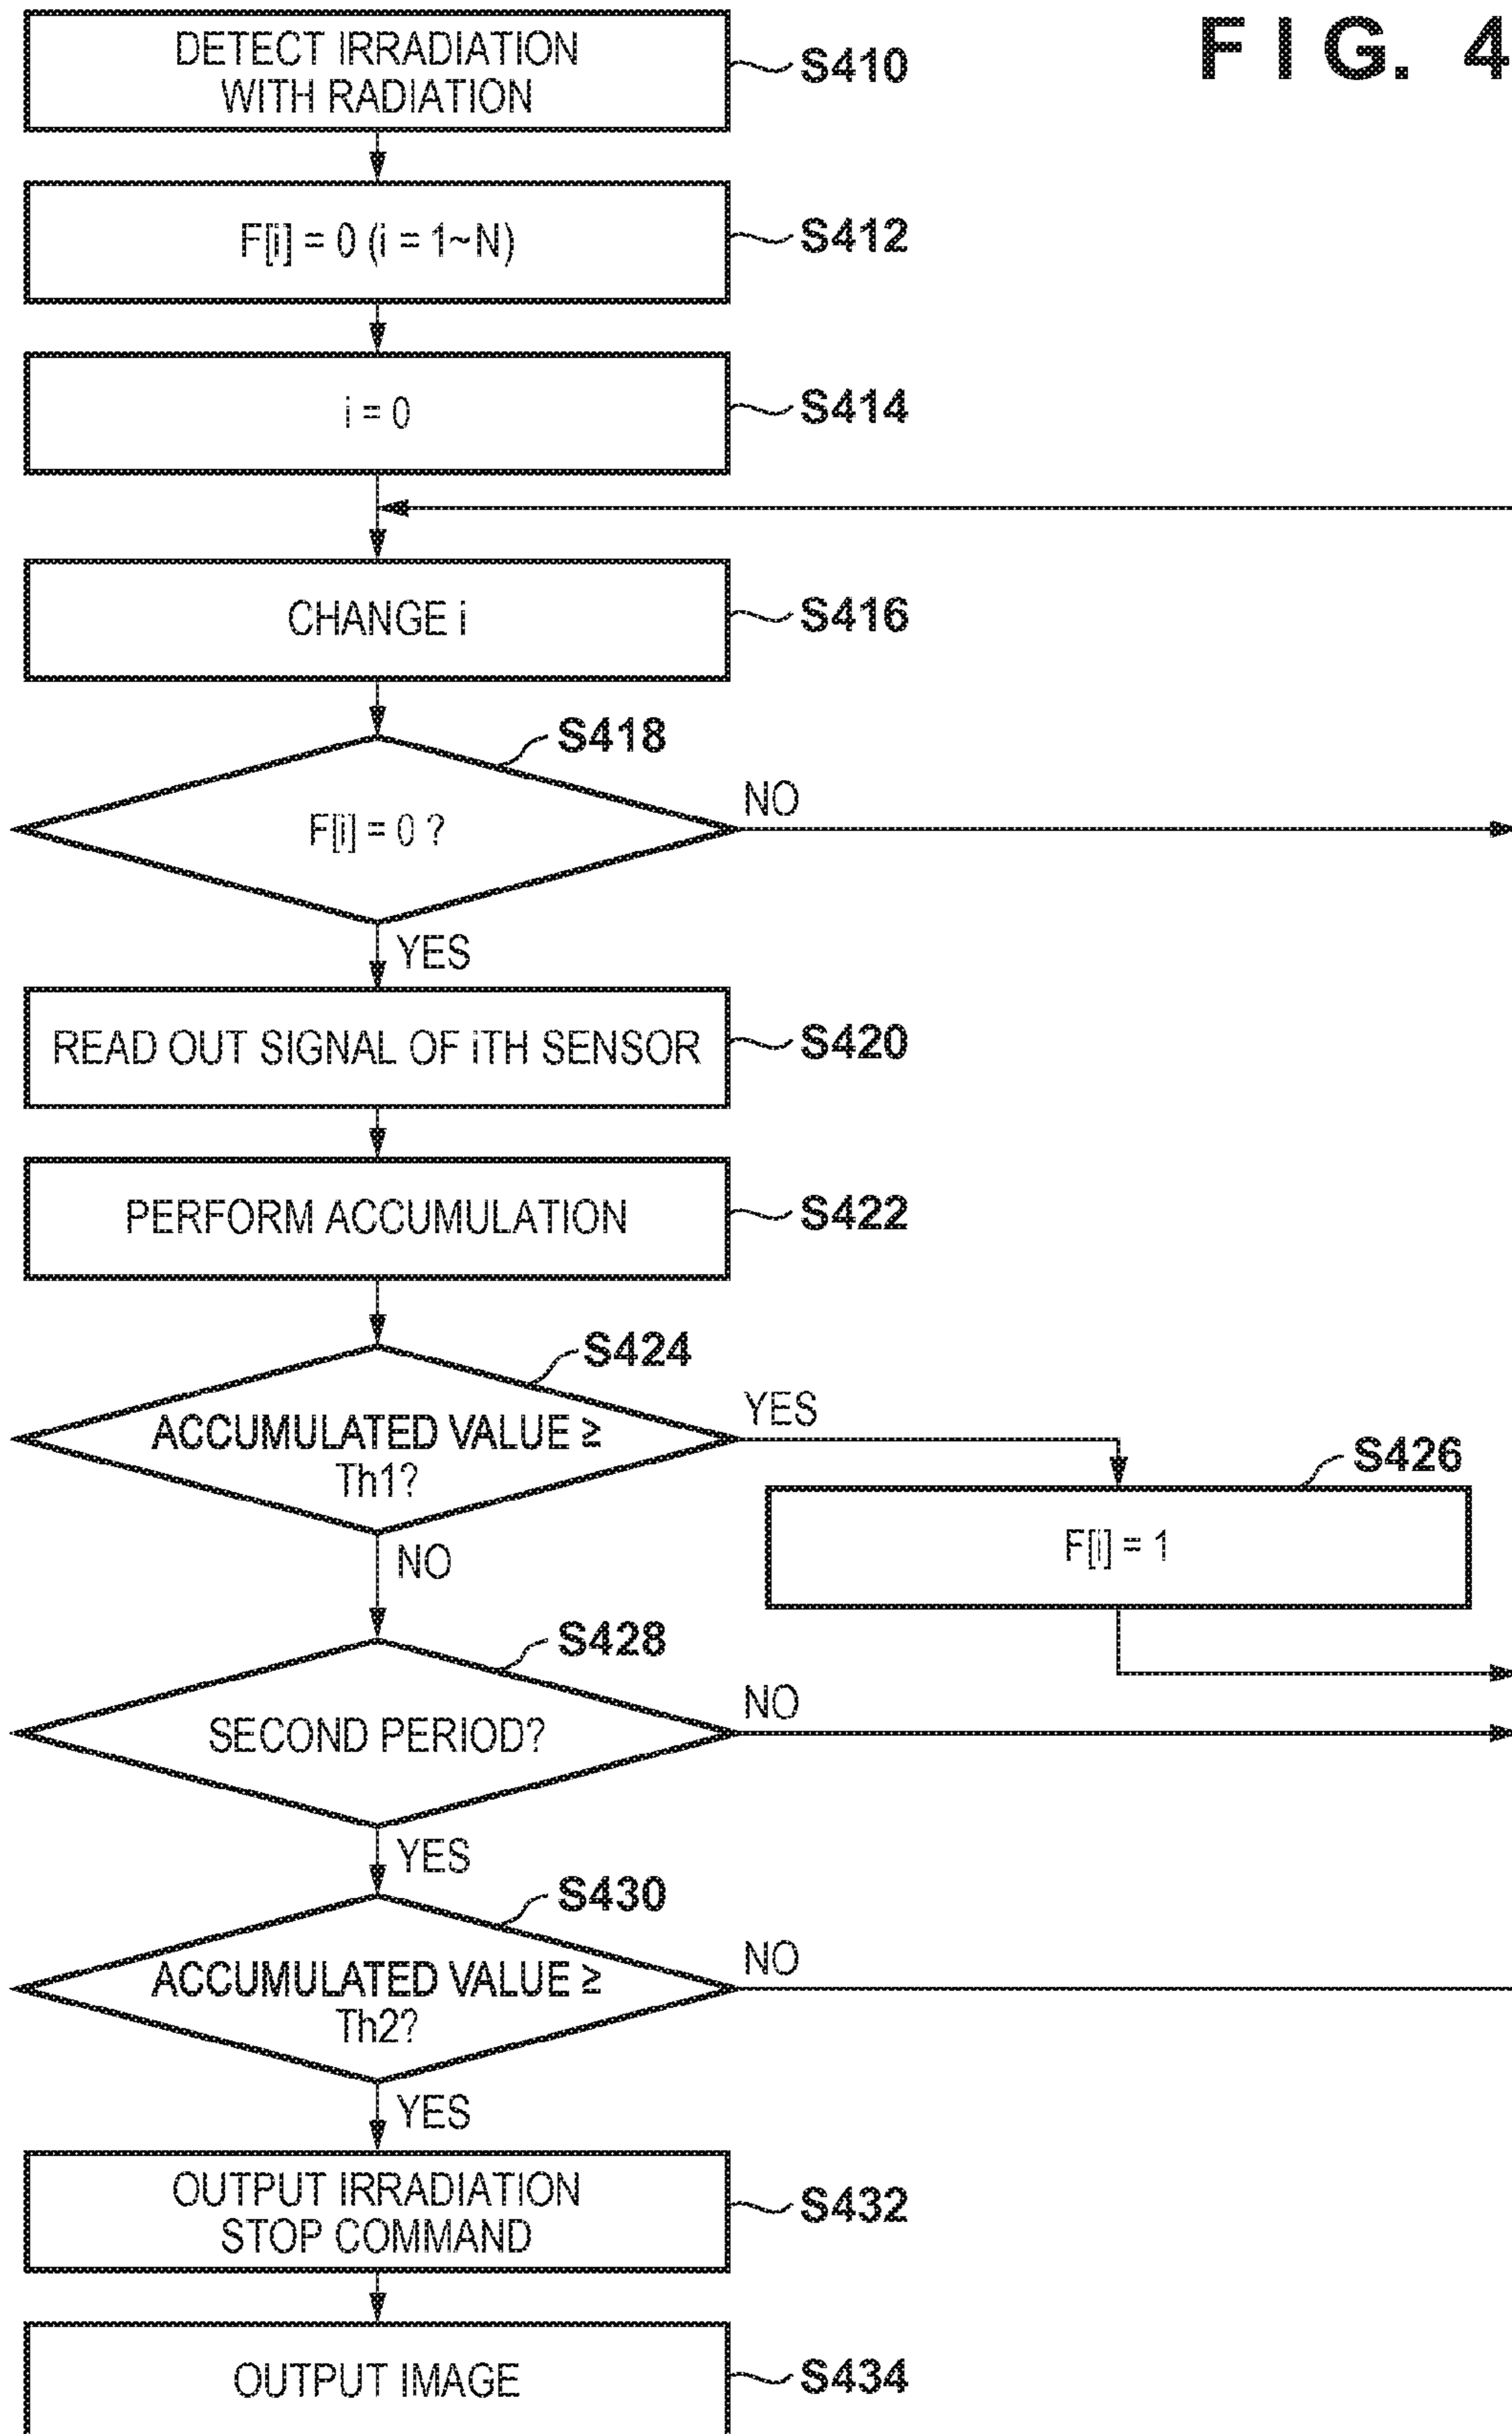 FIG. 4
DETECT IRRADIATION
WITH RADIATION
S410
F[i] = 0 (i = 1~N)
S412
i = 0
S414
CHANGE i
S416
S418
F[i] = 0 ?
NO
YES
READ OUT SIGNAL OF iTH SENSOR
S420
PERFORM ACCUMULATION
S422
S424
ACCUMULATED VALUE ≥
Th1?
YES
NO
S426
F[i] = 1
S428
SECOND PERIOD?
NO
YES
S430
ACCUMULATED VALUE ≥
Th2?
NO
YES
OUTPUT IRRADIATION
STOP COMMAND
S432
OUTPUT IMAGE
S434